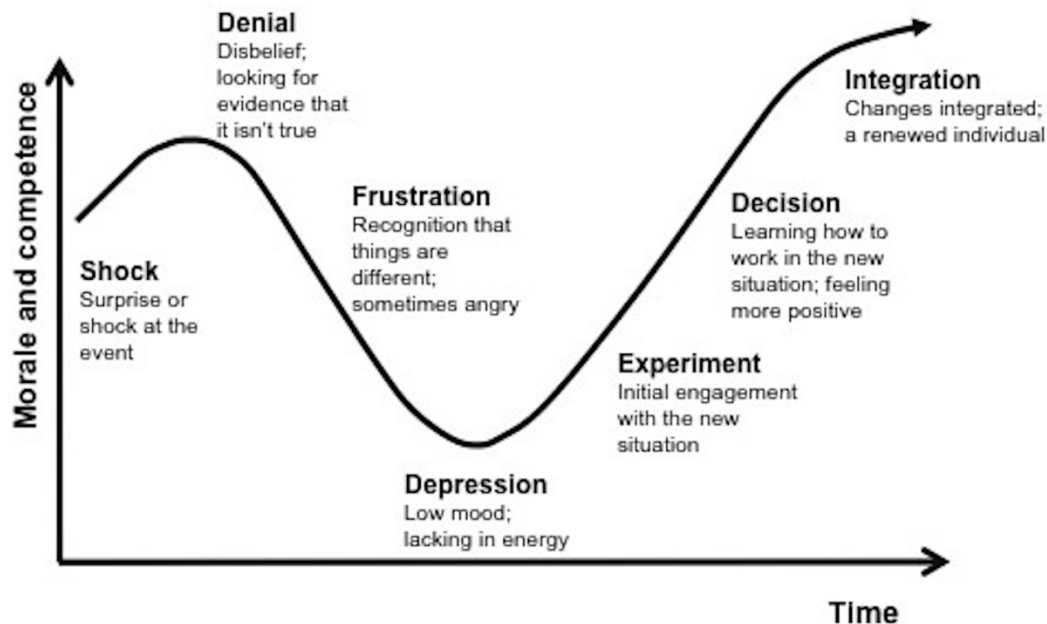 Morale and competence
Denial
Disbelief;
looking for
evidence that
it isn't true
Shock
Surprise or
shock at the
event
Frustration
Recognition that
things are
different;
sometimes angry
Depression
Low mood;
lacking in energy
Experiment
Initial engagement
with the new
situation
Decision
Learning how to
work in the new
situation; feeling
more positive
Integration
Changes integrated;
a renewed individual
Time